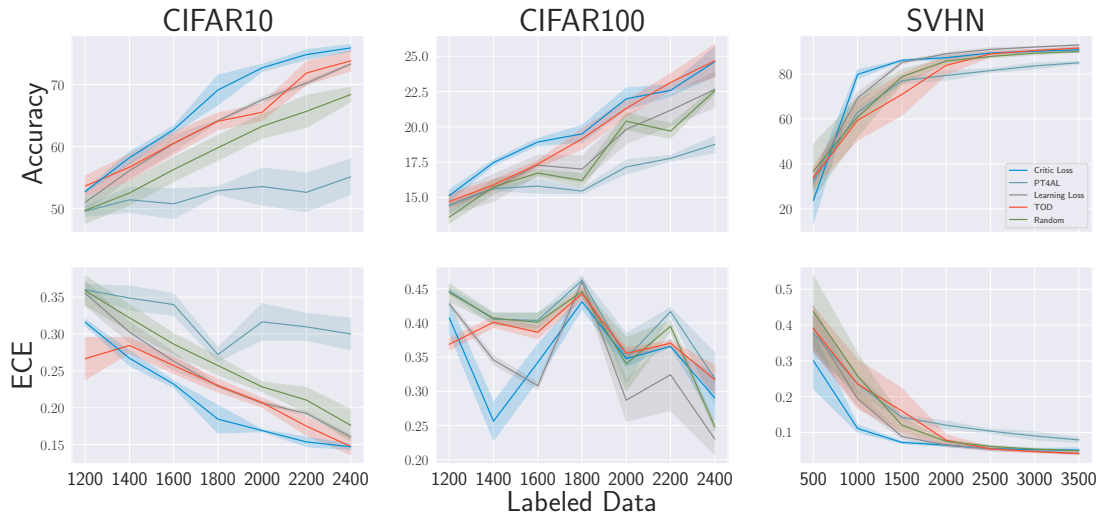 CIFAR10
CIFAR100
SVHN
Accuracy
70
60
50
25.0
22.5
20.0
17.5
15.0
80
60
40
20
Critic Loss
PT4AL
Learning Loss
TOD
Random
ECE
0.35
0.30
0.25
0.20
0.15
1200 1400 1600 1800 2000 2200 2400
0.45
0.40
0.35
0.30
0.25
0.20
1200 1400 1600 1800 2000 2200 2400
0.5
0.4
0.3
0.2
0.1
500 1000 1500 2000 2500 3000 3500
Labeled Data